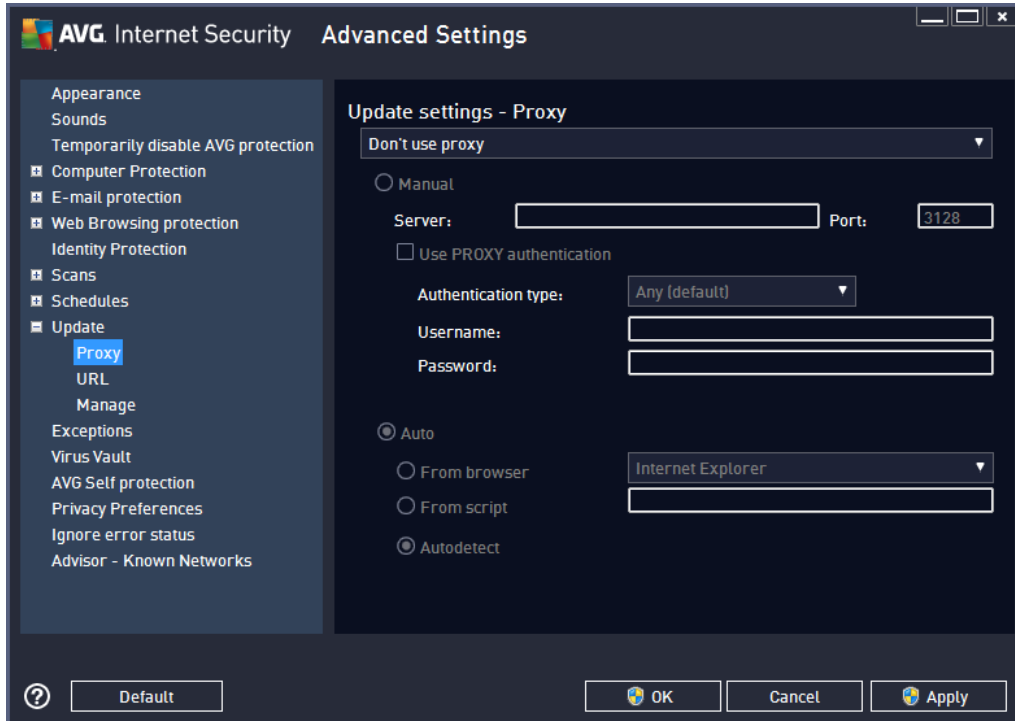 AVG. Internet Security Advanced Settings
Appearance
Sounds
Temporarily disable AVG protection
Computer Protection
E-mail protection
Web Browsing protection
Identity Protection
Scans
Schedules
Update
Proxy
URL
Manage
Exceptions
Virus Vault
AVG Self protection
Privacy Preferences
Ignore error status
Advisor - Known Networks
Update settings - Proxy
Don't use proxy
Manual
Server: Port: 3128
Use PROXY authentication
Authentication type: Any (default)
Username:
Password:
Auto
From browser Internet Explorer
From script
Autodetect
? Default OK Cancel Apply